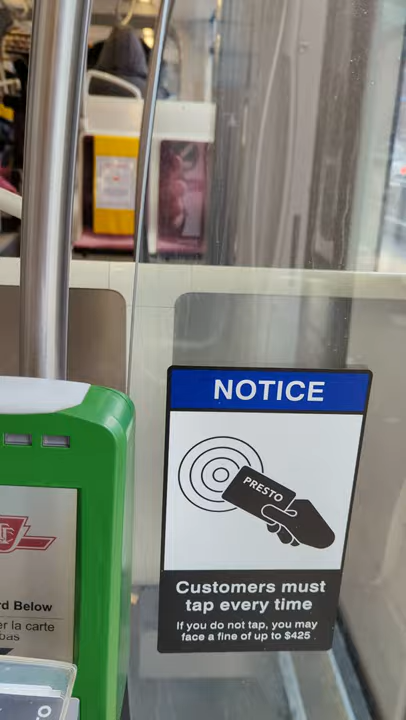 NOTICE
PRESTO
Customers must
tap every time
If you do not tap, you may
face a fine of up to $425
rd Below
er la carte
bas